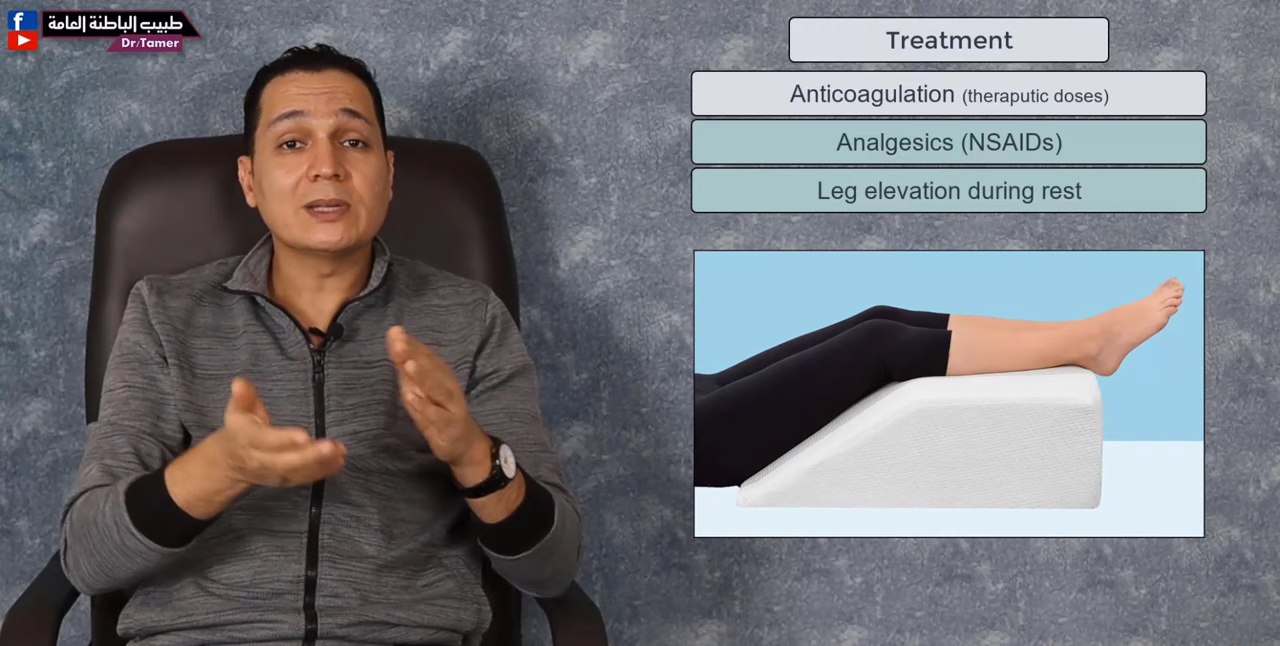 طبيب الباطنة العامة
Dr/Tamer
Treatment
Anticoagulation (theraputic doses)
Analgesics (NSAIDs)
Leg elevation during rest